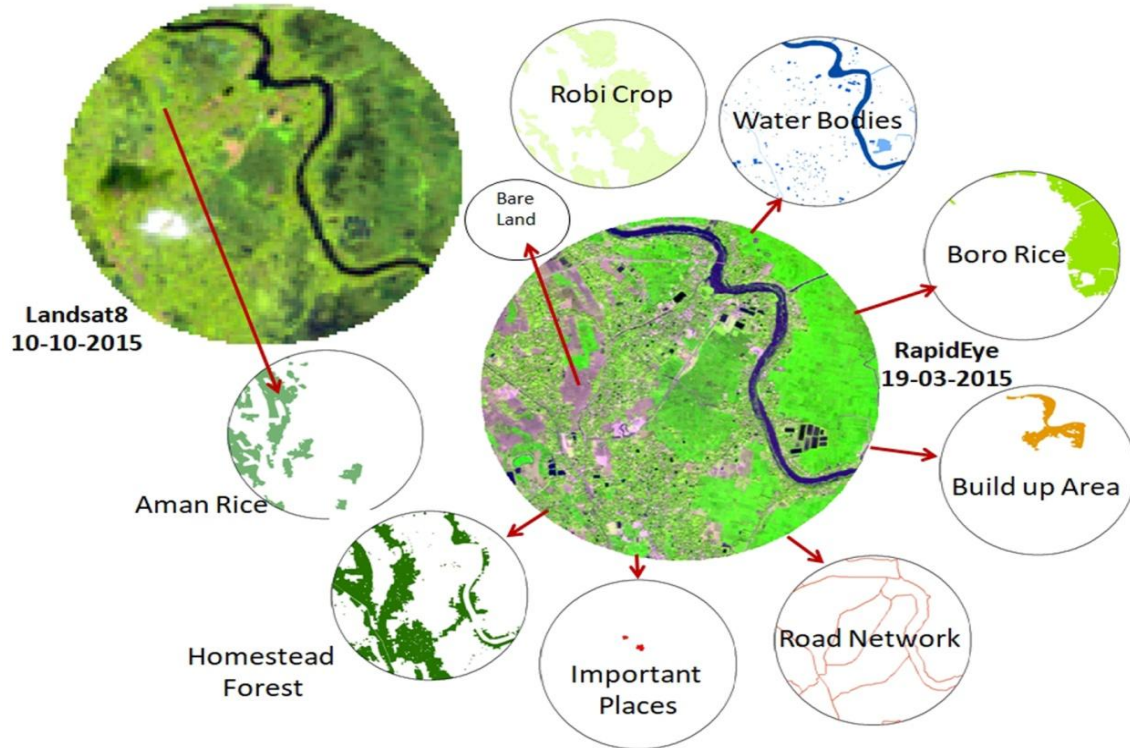 Robi Crop
Water Bodies
Bare
Land
Boro Rice
Landsat8
10-10-2015
RapidEye
19-03-2015
Aman Rice
Build up Area
Homestead
Forest
Important
Places
Road Network